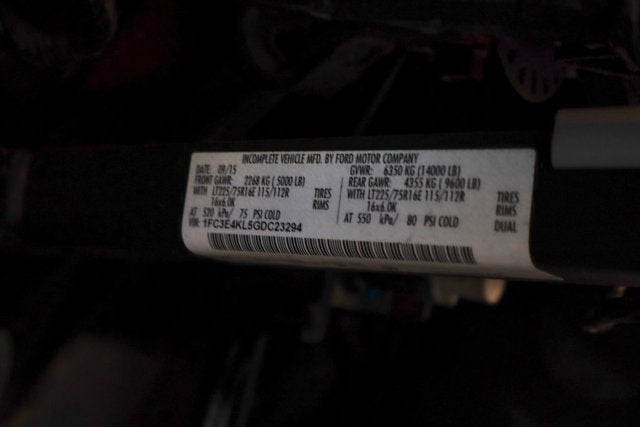 INCOMPLETE VEHICLE MFD. BY FORD MOTOR COMPANY
DATE: 09/15 GVWR: 6350 KG (14000 LB)
FRONT GAWR: 2268 KG (5000 LB) REAR GAWR: 4355 KG (9600 LB)
WITH LT225/75R16E 115/112R TIRES WITH LT225/75R16E 115/112R TIRES
16x6.0K RIMS 16x6.0K RIMS
AT 520 kPa/ 75 PSI COLD AT 550 kPa/ 80 PSI COLD DUAL
VIN: 1FC3E4KL5GDC23294